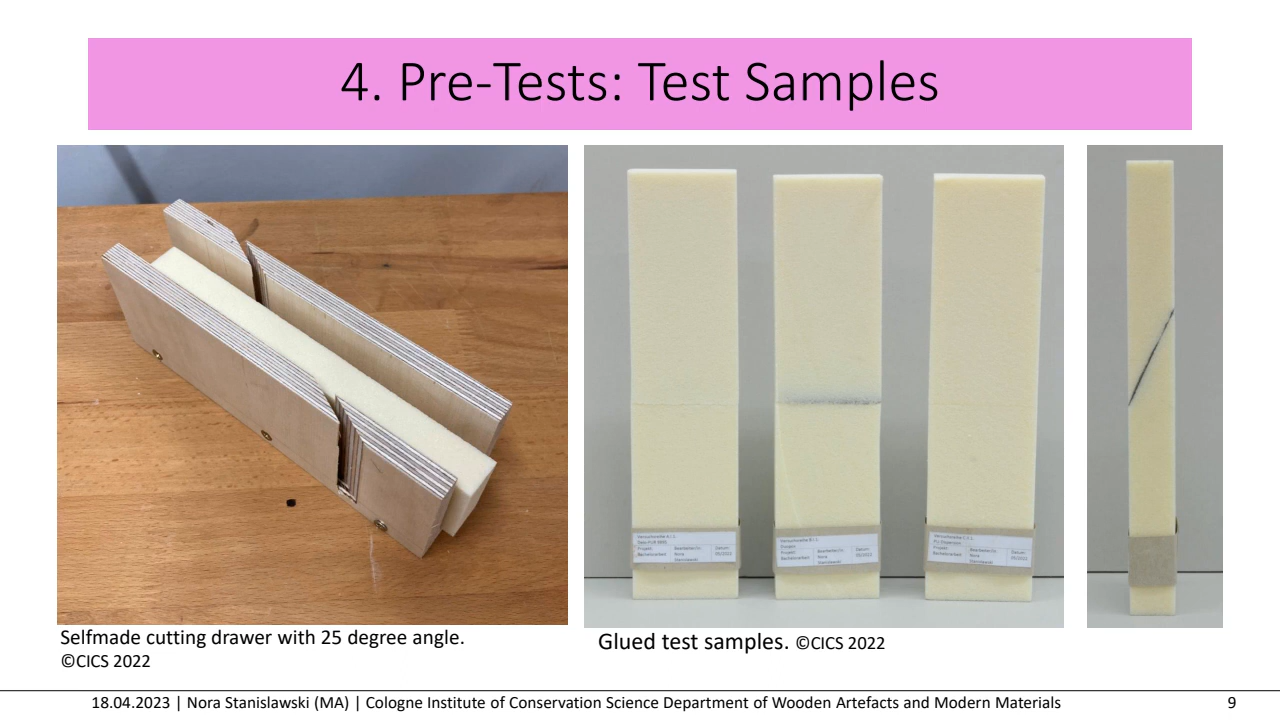 4. Pre-Tests: Test Samples
Selfmade cutting drawer with 25 degree angle.
©CICS 2022
Glued test samples. ©CICS 2022
18.04.2023 | Nora Stanislawski (MA) | Cologne Institute of Conservation Science Department of Wooden Artefacts and Modern Materials
9